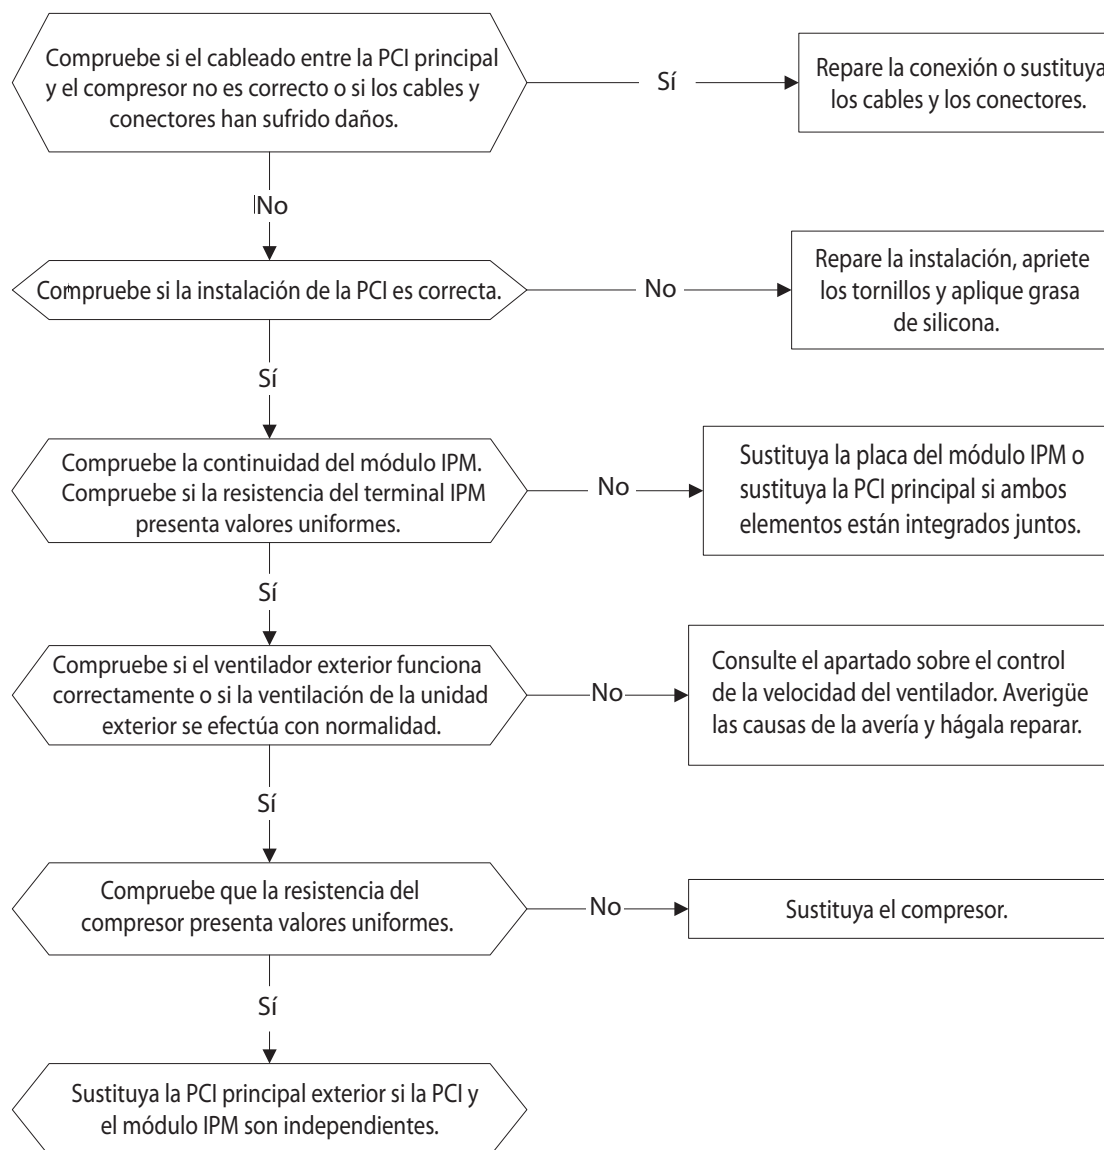 Compruebe si el cableado entre la PCI principal
y el compresor no es correcto o si los cables y
conectores han sufrido daños.
Sí
Repare la conexión o sustituya
los cables y los conectores.
No
Compruebe si la instalación de la PCI es correcta.
No
Repare la instalación, apriete
los tornillos y aplique grasa
de silicona.
Sí
Compruebe la continuidad del módulo IPM.
Compruebe si la resistencia del terminal IPM
presenta valores uniformes.
No
Sustituya la placa del módulo IPM o
sustituya la PCI principal si ambos
elementos están integrados juntos.
Sí
Compruebe si el ventilador exterior funciona
correctamente o si la ventilación de la unidad
exterior se efectúa con normalidad.
No
Consulte el apartado sobre el control
de la velocidad del ventilador. Averigüe
las causas de la avería y hágala reparar.
Sí
Compruebe que la resistencia del
compresor presenta valores uniformes.
No
Sustituya el compresor.
Sí
Sustituya la PCI principal exterior si la PCI y
el módulo IPM son independientes.